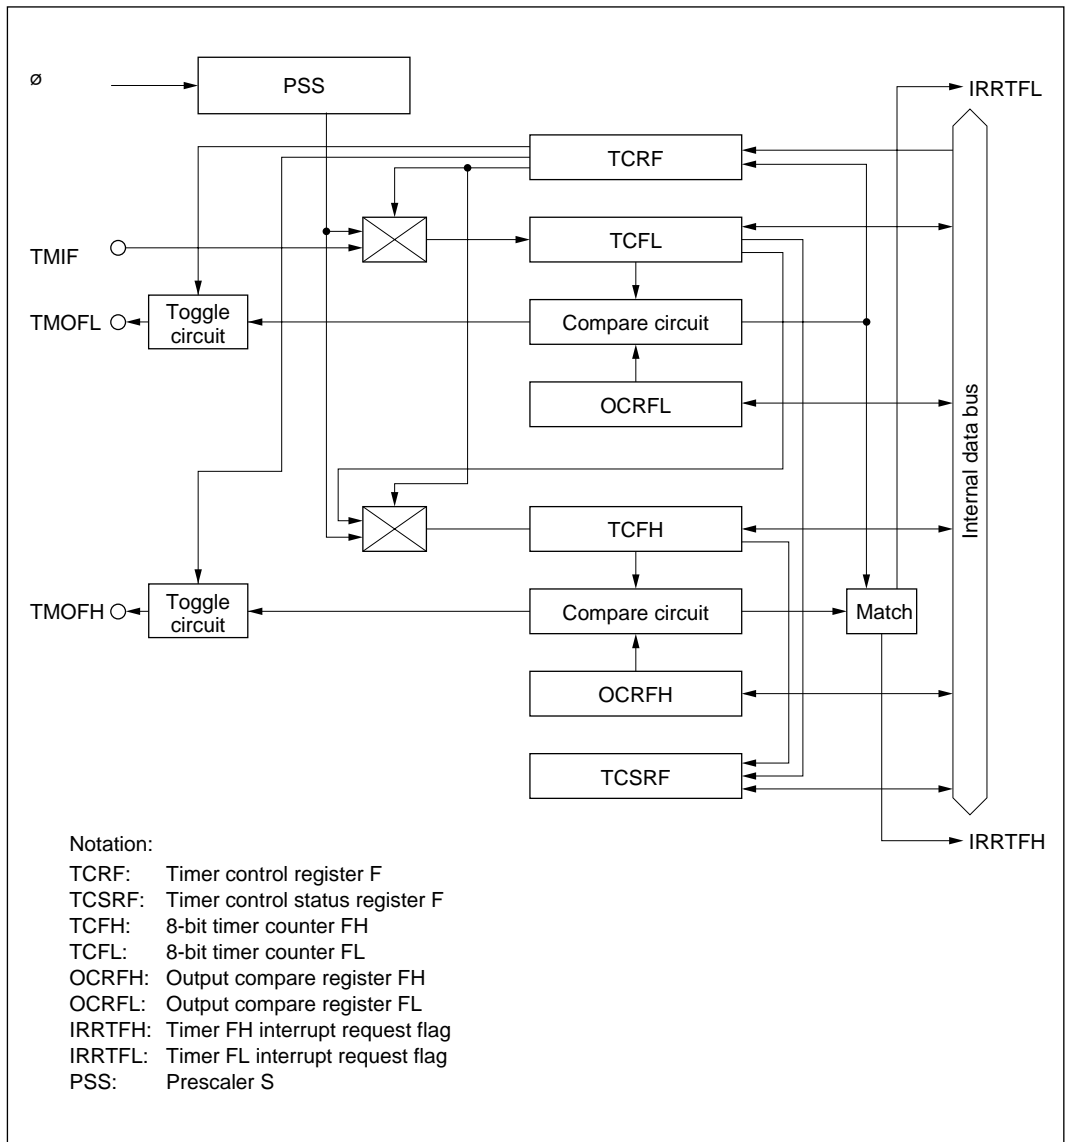 ø
PSS
IRRTFL
TCRF
TMIF
TCFL
TMOFL
Toggle
circuit
Compare circuit
OCRFL
Internal data bus
TCFH
TMOFH
Toggle
circuit
Compare circuit
Match
OCRFH
TCSRF
IRRTFH
Notation:
TCRF: Timer control register F
TCSRF: Timer control status register F
TCFH: 8-bit timer counter FH
TCFL: 8-bit timer counter FL
OCRFH: Output compare register FH
OCRFL: Output compare register FL
IRRTFH: Timer FH interrupt request flag
IRRTFL: Timer FL interrupt request flag
PSS: Prescaler S